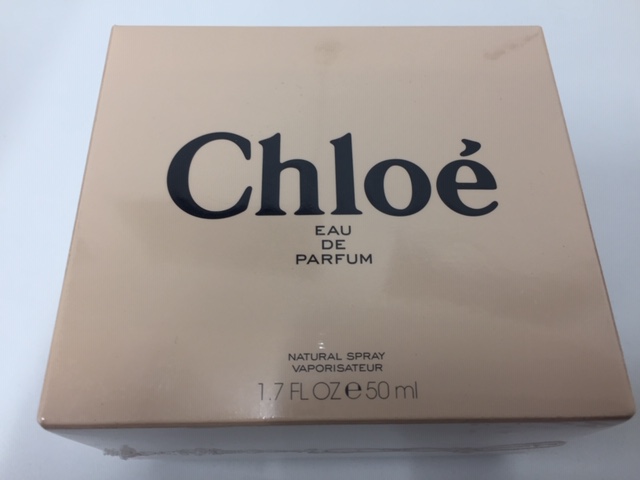 Chloé
EAU
DE
PARFUM
NATURAL SPRAY
VAPORISATEUR
1.7 FL OZ ℮ 50 ml